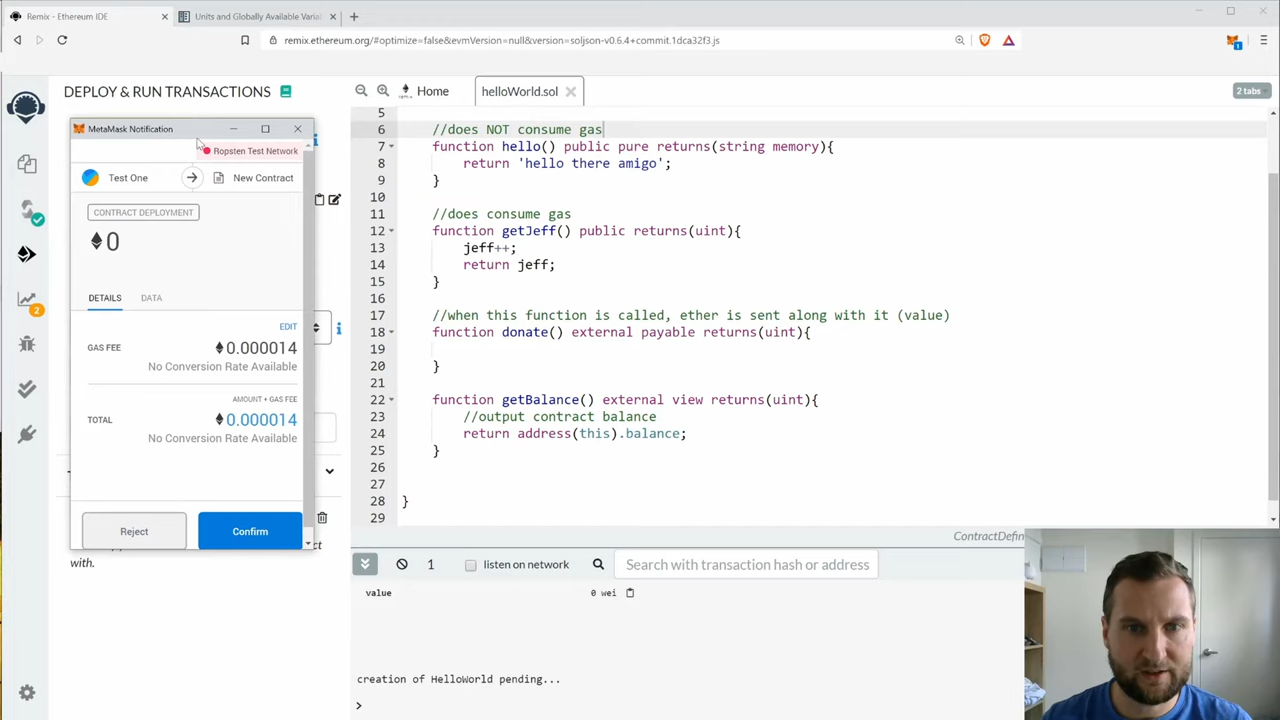 Remix - Ethereum IDE
Units and Globally Available Varia
remix.ethereum.org/#optimize=false&evmVersion=null&version=soljson-v0.6.4+commit.1dca32f3.js
1
DEPLOY & RUN TRANSACTIONS
Home
helloWorld.sol
2 tabs
MetaMask Notification
Ropsten Test Network
Test One
New Contract
CONTRACT DEPLOYMENT
0
DETAILS
DATA
EDIT
GAS FEE
0.000014
No Conversion Rate Available
AMOUNT + GAS FEE
TOTAL
0.000014
No Conversion Rate Available
Reject
Confirm
with.
2
5
6 //does NOT consume gas
7 function hello() public pure returns(string memory){
8 return 'hello there amigo';
9 }
10
11 //does consume gas
12 function getJeff() public returns(uint){
13 jeff++;
14 return jeff;
15 }
16
17 //when this function is called, ether is sent along with it (value)
18 function donate() external payable returns(uint){
19
20 }
21
22 function getBalance() external view returns(uint){
23 //output contract balance
24 return address(this).balance;
25 }
26
27
28 }
29
ContractDefin
1
listen on network
Search with transaction hash or address
value 0 wei
creation of HelloWorld pending...
>